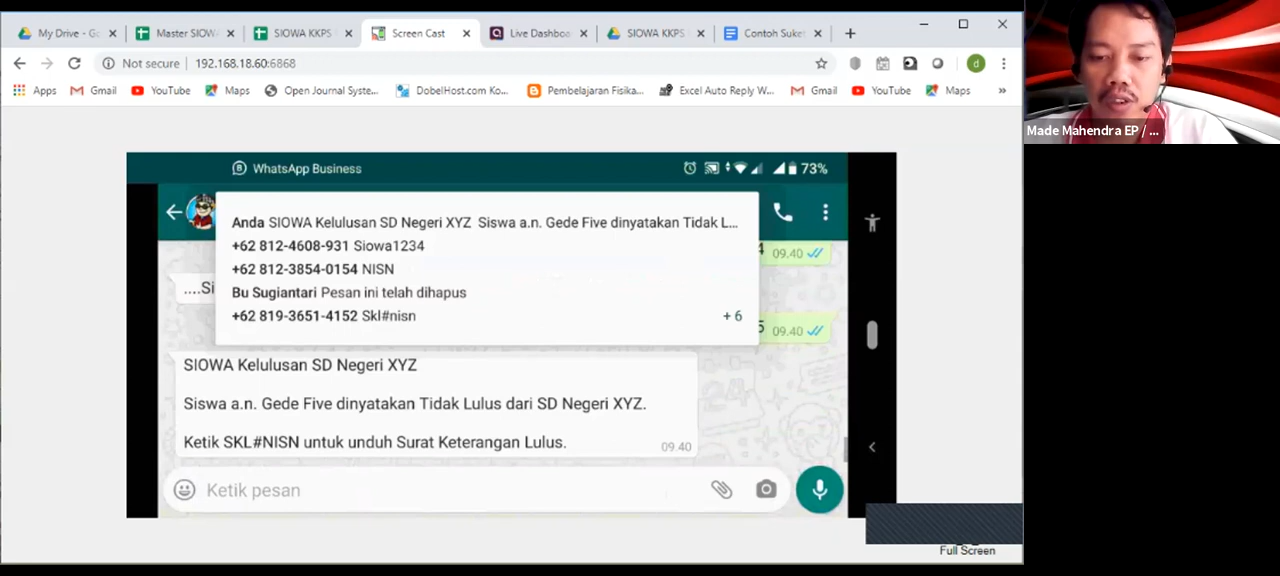 My Drive - Go
Master SIOWA
SIOWA KKPS
Screen Cast
Live Dashboa
SIOWA KKPS
Contoh Suket
Not secure
192.168.18.60:6868
d
Apps
Gmail
YouTube
Maps
Open Journal Syste...
DobelHost.com Ko...
Pembelajaran Fisika...
Excel Auto Reply W...
Gmail
YouTube
Maps
»
Made Mahendra EP / ...
WhatsApp Business
73%
Anda SIOWA Kelulusan SD Negeri XYZ Siswa a.n. Gede Five dinyatakan Tidak L...
+62 812-4608-931 Siowa1234
+62 812-3854-0154 NISN
Bu Sugiantari Pesan ini telah dihapus
+62 819-3651-4152 Skl#nisn
+ 6
4
09.40
....Si
5
09.40
SIOWA Kelulusan SD Negeri XYZ
Siswa a.n. Gede Five dinyatakan Tidak Lulus dari SD Negeri XYZ.
Ketik SKL#NISN untuk unduh Surat Keterangan Lulus.
09.40
Ketik pesan
Full Screen